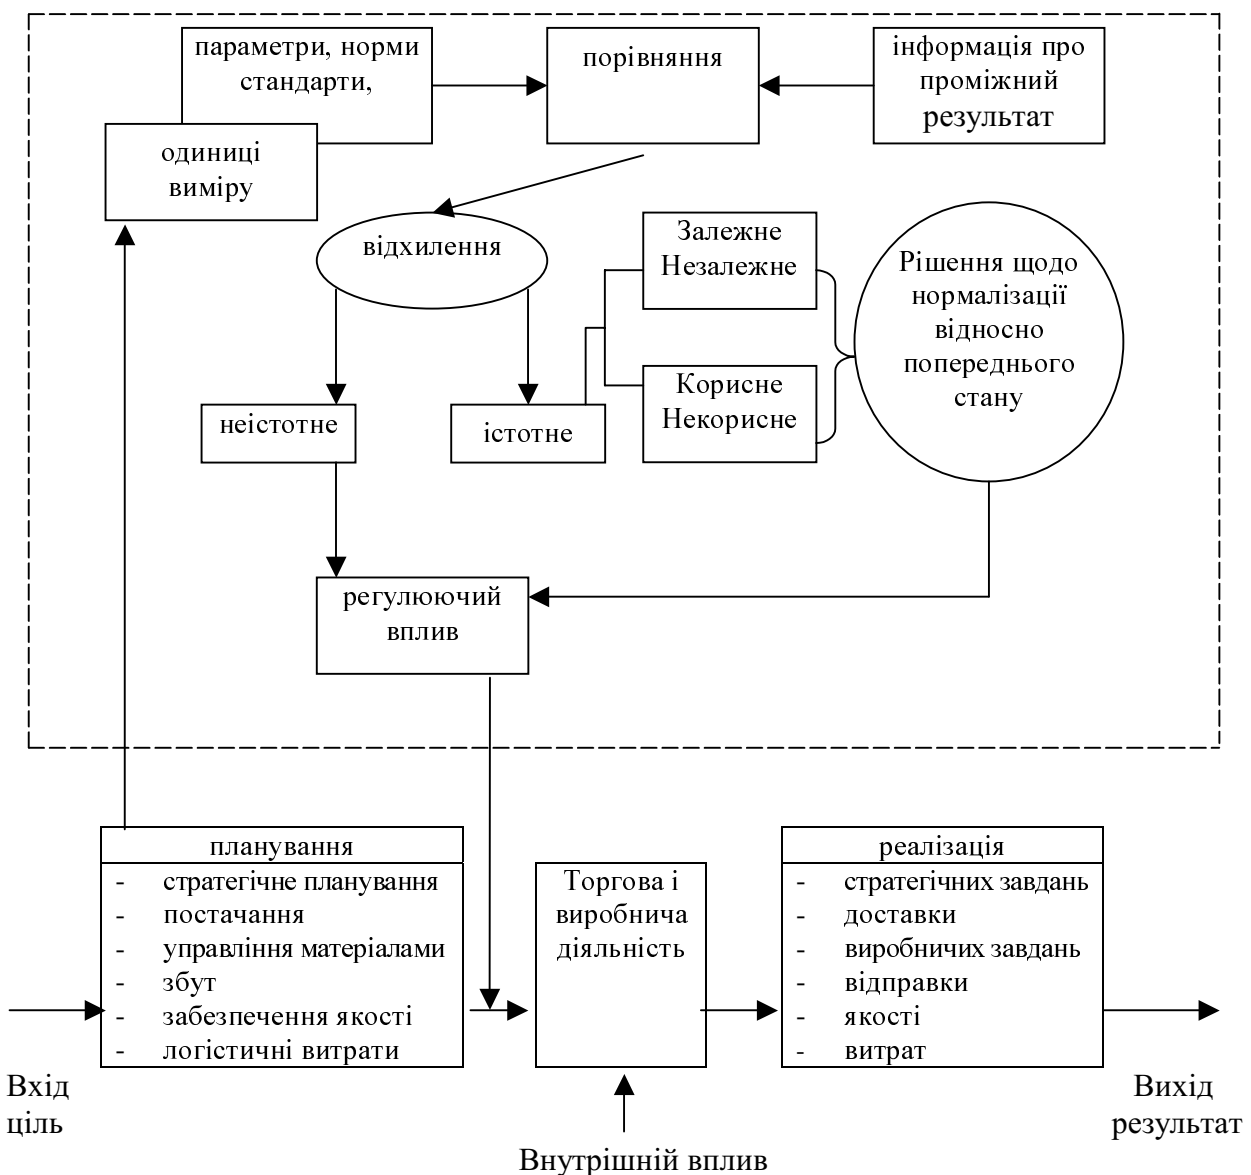 параметри, норми
стандарти,
одиниці
виміру
порівняння
інформація про
проміжний
результат
відхилення
Залежне
Незалежне
Корисне
Некорисне
Рішення щодо
нормалізації
відносно
попереднього
стану
неістотне
істотне
регулюючий
вплив
планування
- стратегічне планування
- постачання
- управління матеріалами
- збут
- забезпечення якості
- логістичні витрати
Торгова і
виробнича
діяльність
реалізація
- стратегічних завдань
- доставки
- виробничих завдань
- відправки
- якості
- витрат
Вхід
ціль
Внутрішній вплив
Вихід
результат